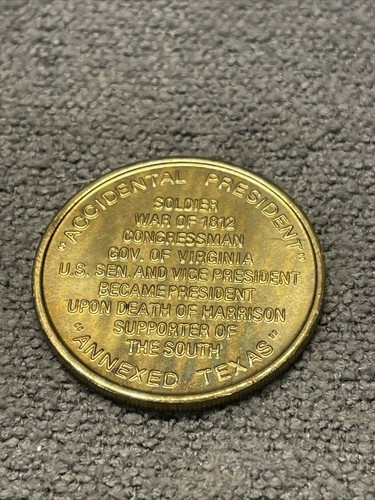 "ACCIDENTAL PRESIDENT"
SOLDIER
WAR OF 1812
CONGRESSMAN
GOV. OF VIRGINIA
U.S. SEN. AND VICE PRESIDENT
BECAME PRESIDENT
UPON DEATH OF HARRISON
SUPPORTER OF
THE SOUTH
"ANNEXED TEXAS"